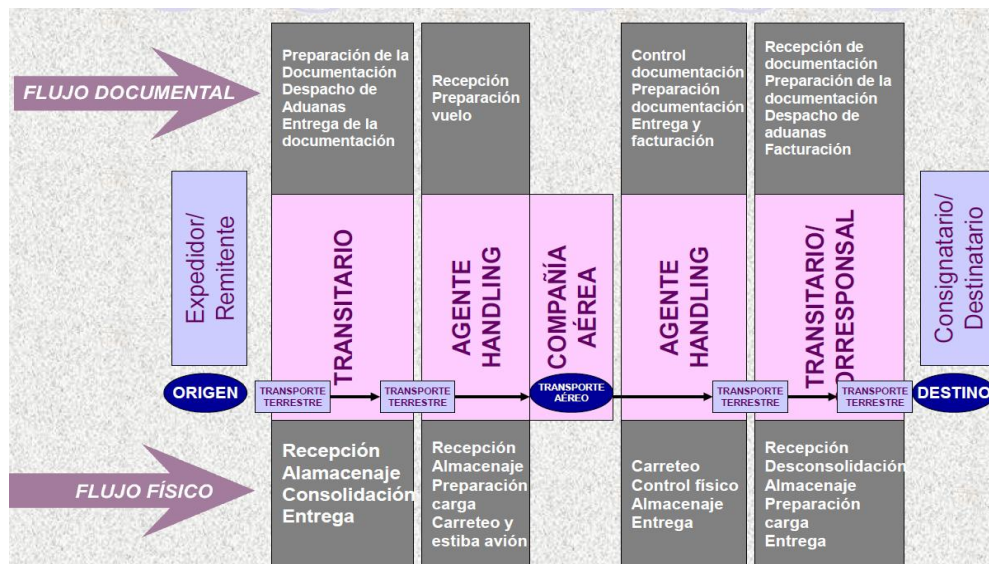 FLUJO DOCUMENTAL
Preparación de la
Documentación
Despacho de
Aduanas
Entrega de la
documentación
Recepción
Preparación
vuelo
Control
documentación
Preparación
documentación
Entrega y
facturación
Recepción de
documentación
Preparación de la
documentación
Despacho de
aduanas
Facturación
Expedidor/
Remitente
TRANSITARIO
AGENTE
HANDLING
COMPAÑÍA
AÉREA
AGENTE
HANDLING
TRANSITARIO/
ORRESPONSAL
Consignatario/
Destinatario
ORIGEN
TRANSPORTE
TERRESTRE
TRANSPORTE
TERRESTRE
TRANSPORTE
AÉREO
TRANSPORTE
TERRESTRE
TRANSPORTE
TERRESTRE
DESTINO
FLUJO FÍSICO
Recepción
Alamacenaje
Consolidación
Entrega
Recepción
Almacenaje
Preparación
carga
Carreteo y
estiba avión
Carreteo
Control físico
Almacenaje
Entrega
Recepción
Desconsolidación
Almacenaje
Preparación
carga
Entrega